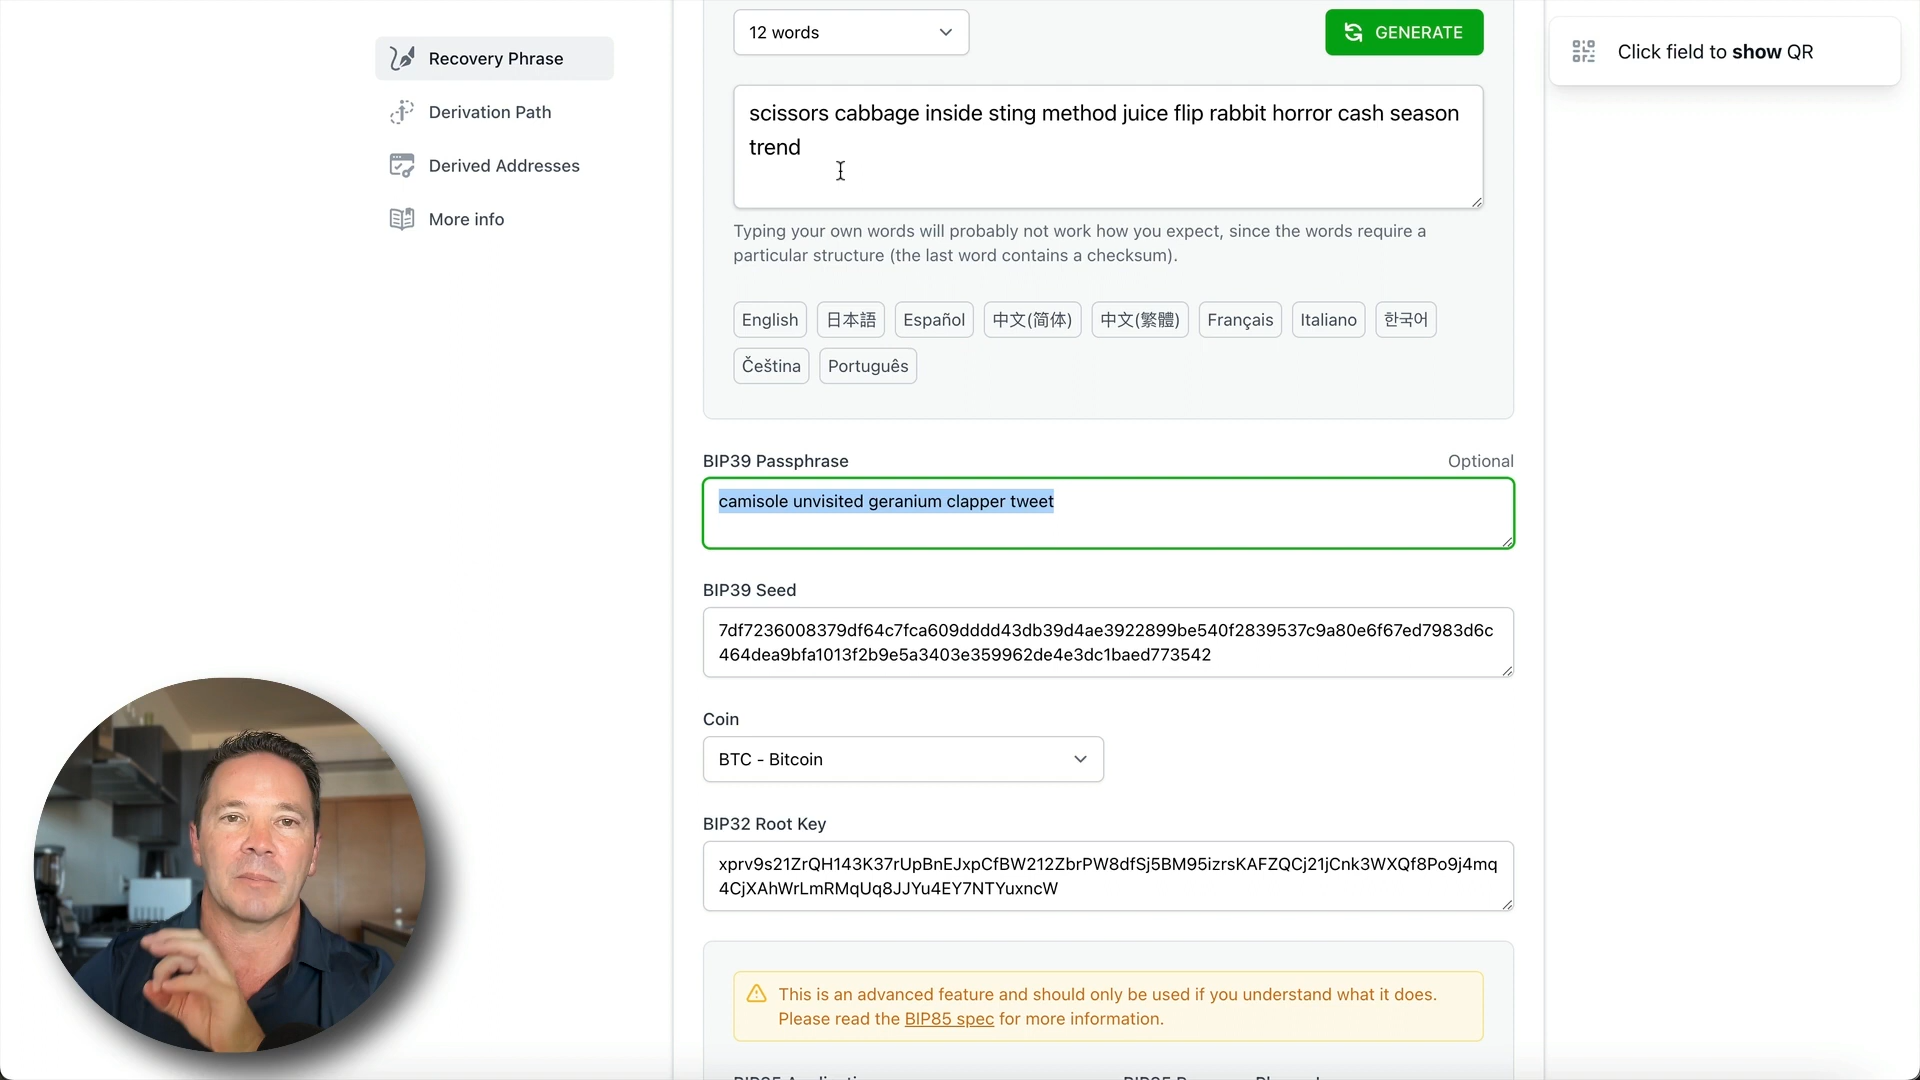 Recovery Phrase
Derivation Path
Derived Addresses
More info
12 words
GENERATE
scissors cabbage inside sting method juice flip rabbit horror cash season
trend
Typing your own words will probably not work how you expect, since the words require a
particular structure (the last word contains a checksum).
English 日本語 Español 中文(简体) 中文(繁體) Français Italiano 한국어
Čeština Português
BIP39 Passphrase Optional
camisole unvisited geranium clapper tweet
BIP39 Seed
7df7236008379df64c7fca609dddd43db39d4ae3922899be540f2839537c9a80e6f67ed7983d6c
464dea9bfa1013f2b9e5a3403e359962de4e3dc1baed773542
Coin
BTC - Bitcoin
BIP32 Root Key
xprv9s21ZrQH143K37rUpBnEJxpCfBW212ZbrPW8dfSj5BM95izrsKAFZQCj21jCnk3WXQf8Po9j4mq
4CjXAhWrLmRMqUq8JJYu4EY7NTYuxncW
This is an advanced feature and should only be used if you understand what it does.
Please read the BIP85 spec for more information.
Click field to show QR